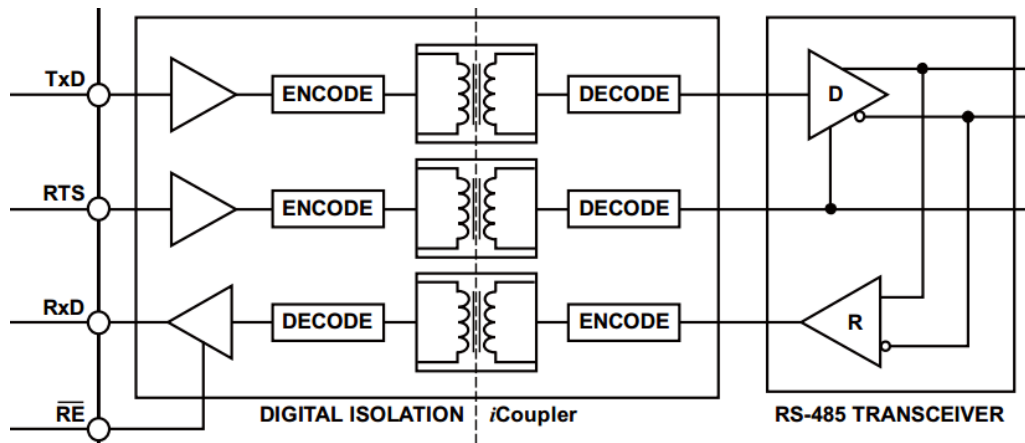 TxD
ENCODE
DECODE
D
RTS
ENCODE
DECODE
RxD
DECODE
ENCODE
R
RE
DIGITAL ISOLATION iCoupler
RS-485 TRANSCEIVER